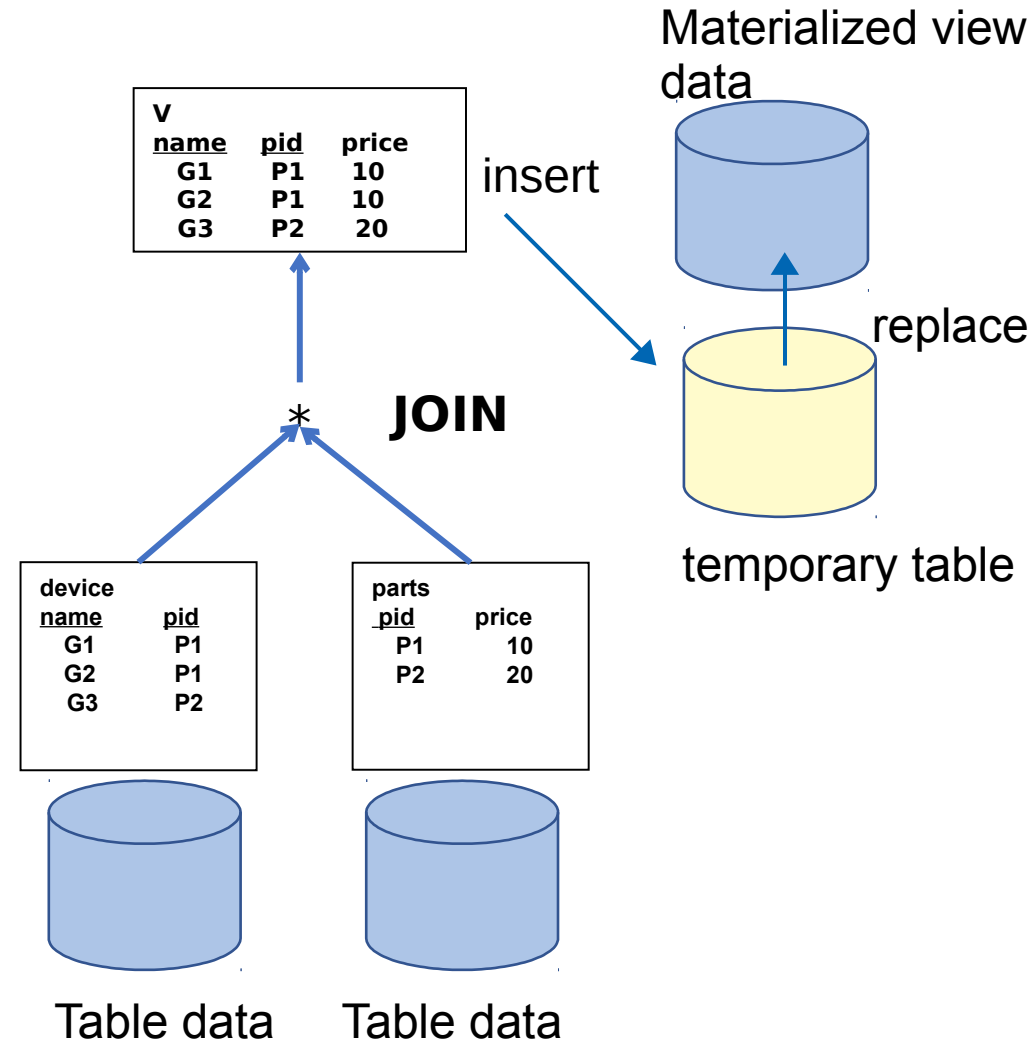 Materialized view
data
V
name pid price
G1 P1 10
G2 P1 10
G3 P2 20
insert
replace
* JOIN
temporary table
device
name pid
G1 P1
G2 P1
G3 P2
parts
pid price
P1 10
P2 20
Table data
Table data